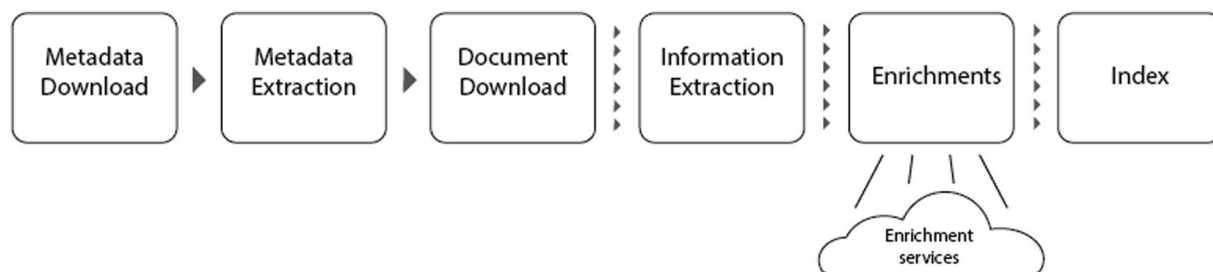 Metadata
Download
Metadata
Extraction
Document
Download
Information
Extraction
Enrichments
Index
Enrichment
services